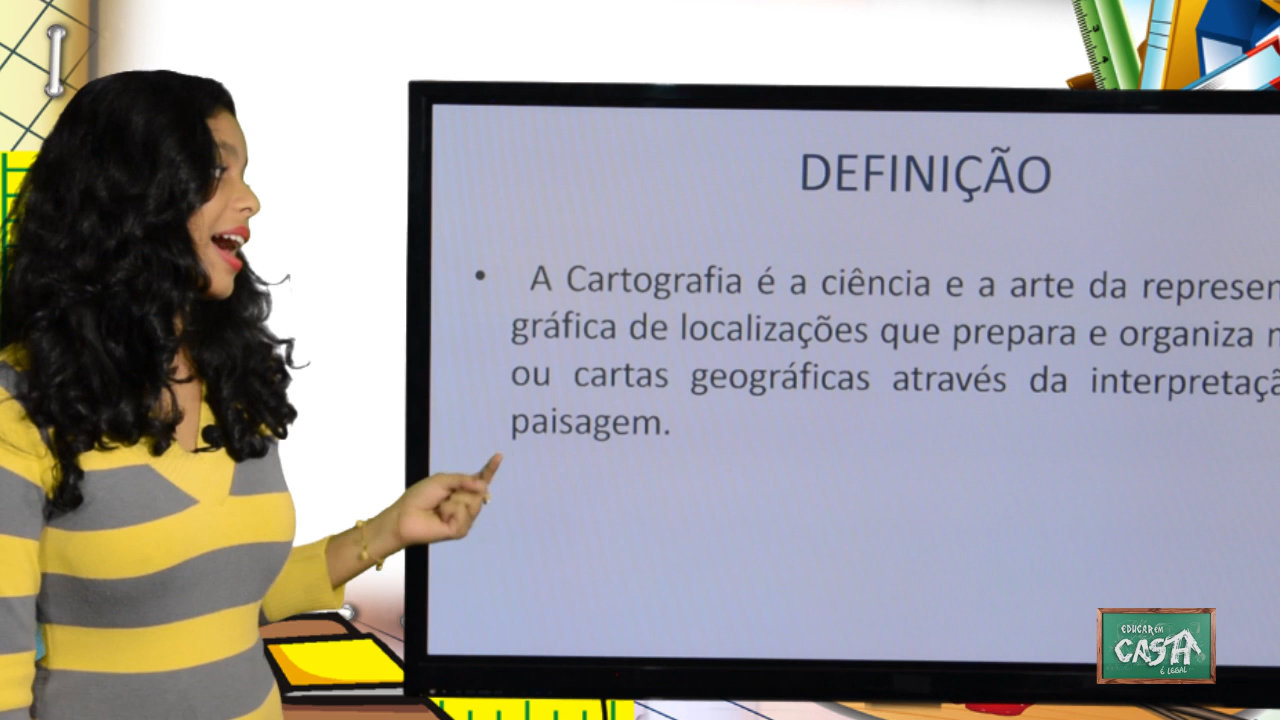 DEFINIÇÃO
• A Cartografia é a ciência e a arte da represen
gráfica de localizações que prepara e organiza
ou cartas geográficas através da interpretaçã
paisagem.
EDUCAR EM
CASA
É LEGAL